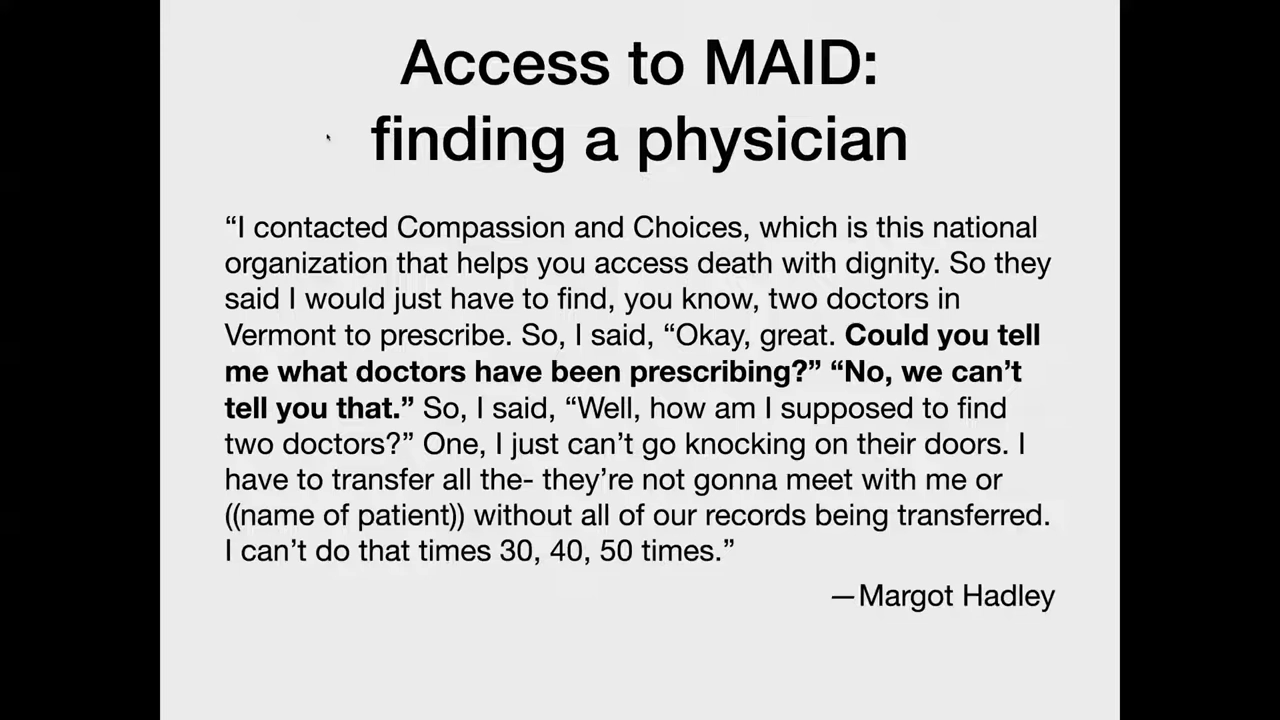 Access to MAID:
finding a physician
“I contacted Compassion and Choices, which is this national
organization that helps you access death with dignity. So they
said I would just have to find, you know, two doctors in
Vermont to prescribe. So, I said, “Okay, great. Could you tell
me what doctors have been prescribing?” “No, we can’t
tell you that.” So, I said, “Well, how am I supposed to find
two doctors?” One, I just can’t go knocking on their doors. I
have to transfer all the- they’re not gonna meet with me or
((name of patient)) without all of our records being transferred.
I can’t do that times 30, 40, 50 times.”
—Margot Hadley